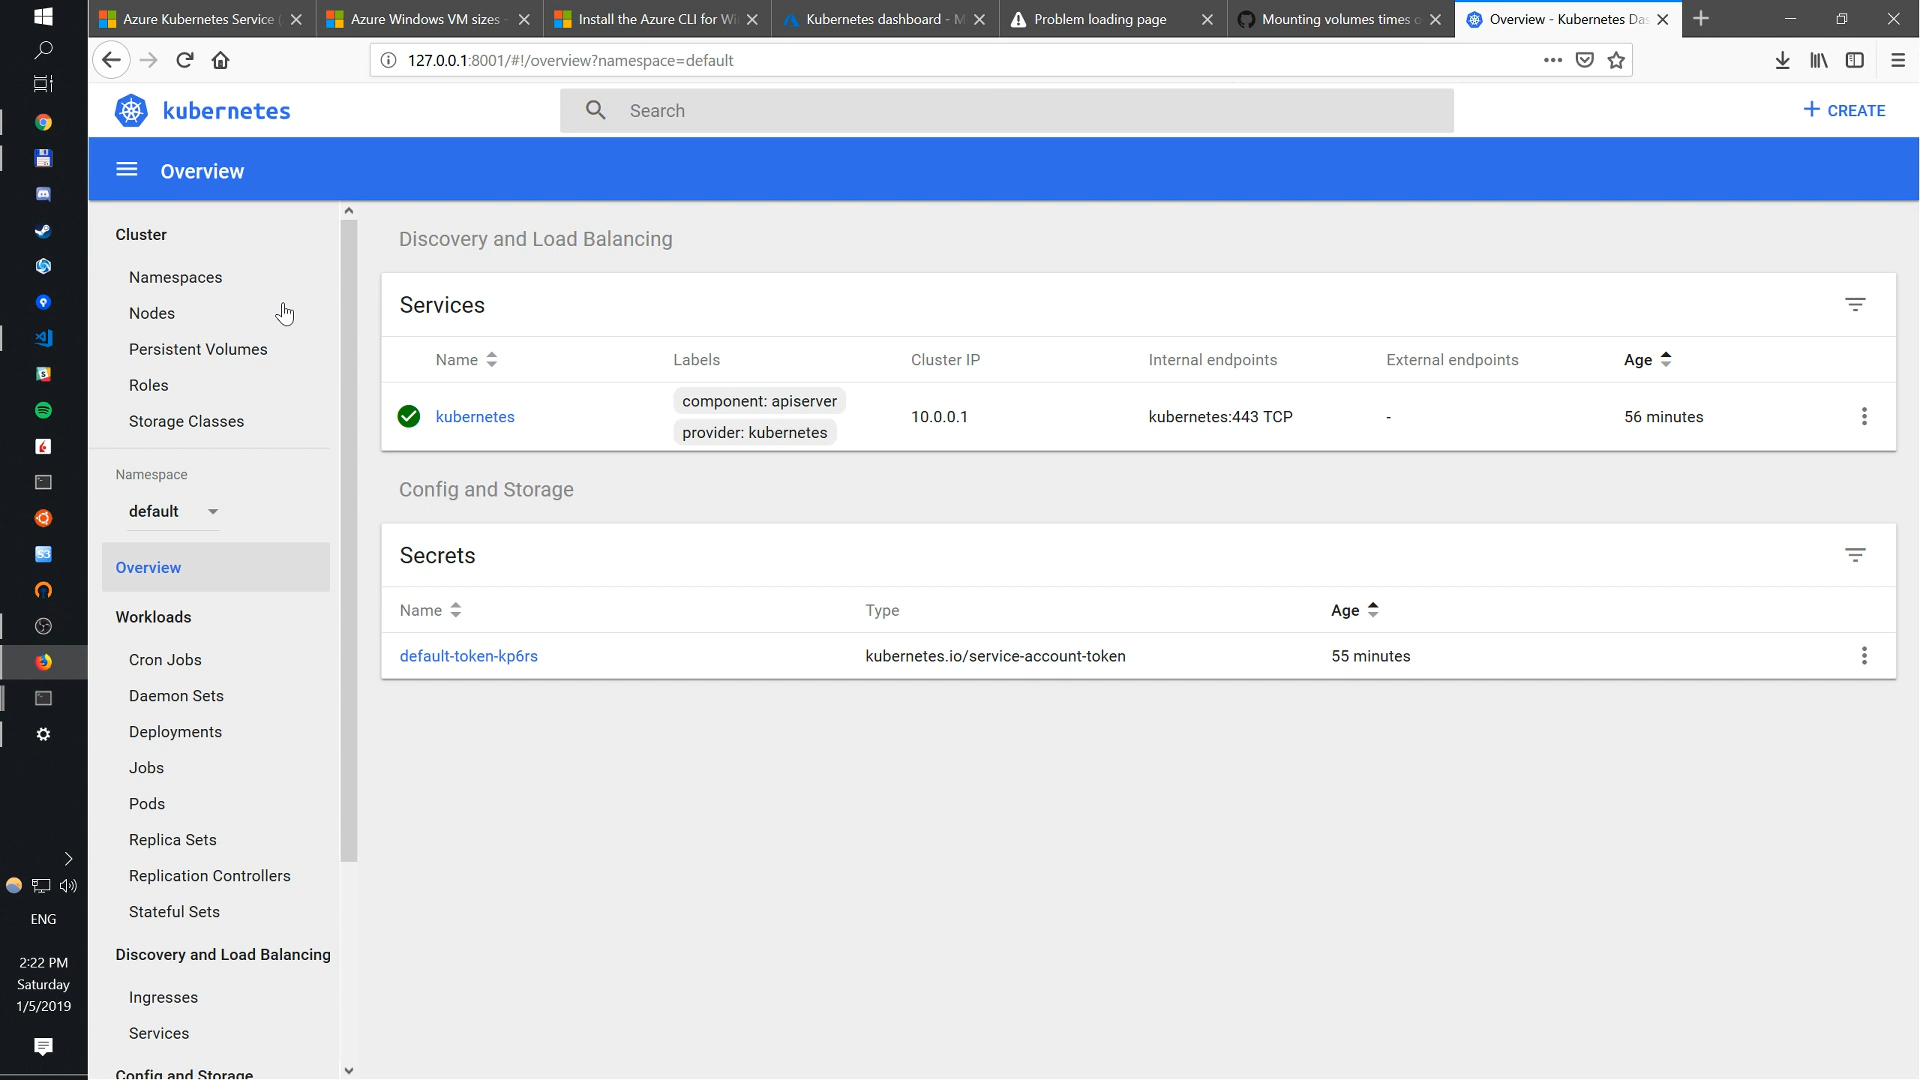 Azure Kubernetes Service (
Azure Windows VM sizes -
Install the Azure CLI for Wi
Kubernetes dashboard - M
Problem loading page
Mounting volumes times o
Overview - Kubernetes Das
127.0.0.1:8001/#!/overview?namespace=default
kubernetes
Search
+ CREATE
Overview
Cluster
Namespaces
Nodes
Persistent Volumes
Roles
Storage Classes
Namespace
default
Overview
Workloads
Cron Jobs
Daemon Sets
Deployments
Jobs
Pods
Replica Sets
Replication Controllers
Stateful Sets
Discovery and Load Balancing
Ingresses
Services
Config and Storage
Discovery and Load Balancing
Services
Name Labels Cluster IP Internal endpoints External endpoints Age
kubernetes component: apiserver provider: kubernetes 10.0.0.1 kubernetes:443 TCP - 56 minutes
Config and Storage
Secrets
Name Type Age
default-token-kp6rs kubernetes.io/service-account-token 55 minutes
S3
ENG
2:22 PM
Saturday
1/5/2019